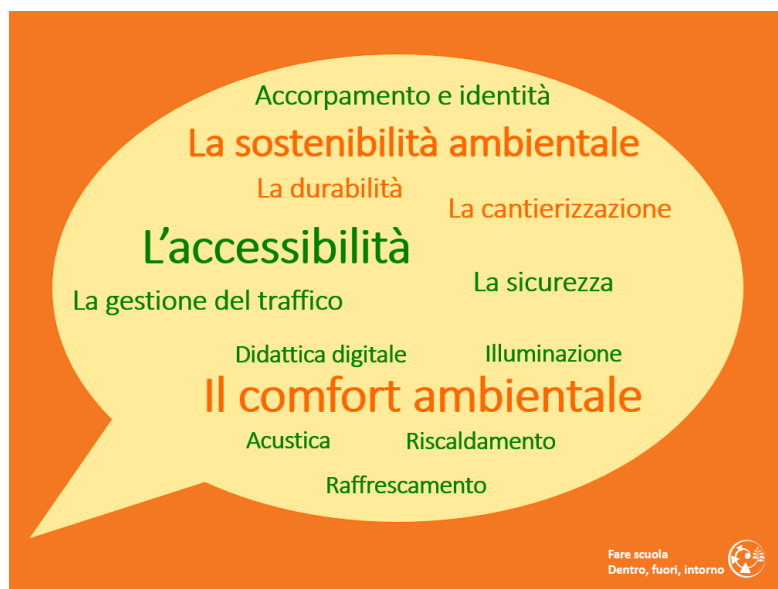 Accorpamento e identità
La sostenibilità ambientale
La durabilità
La cantierizzazione
L'accessibilità
La sicurezza
La gestione del traffico
Didattica digitale
Illuminazione
Il comfort ambientale
Acustica
Riscaldamento
Raffrescamento
Fare scuola
Dentro, fuori, intorno